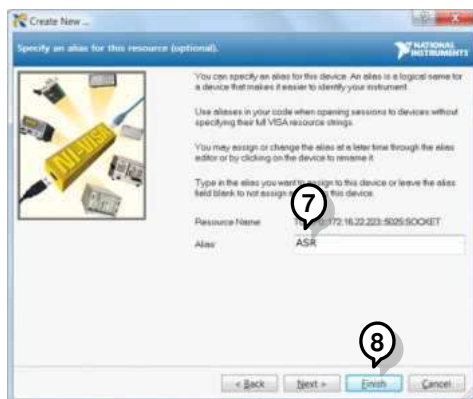 Create New ...
Specify an alias for this resource (optional).
NATIONAL
INSTRUMENTS
You can specify an alias for this device. An alias is a logical name for
a device that makes it easier to identify your instrument.
Use aliases in your code when opening sessions to devices without
specifying their full VISA resource strings.
You may assign or change the alias at a later time through the alias
editor or by clicking on the device to rename it.
Type in the alias you want to assign to this device or leave the alias
field blank to not assign this device.
7
Resource Name: 172.16.22.223::5025::SOCKET
Alias: ASR
NI-VISA
8
< Back Next > Finish Cancel